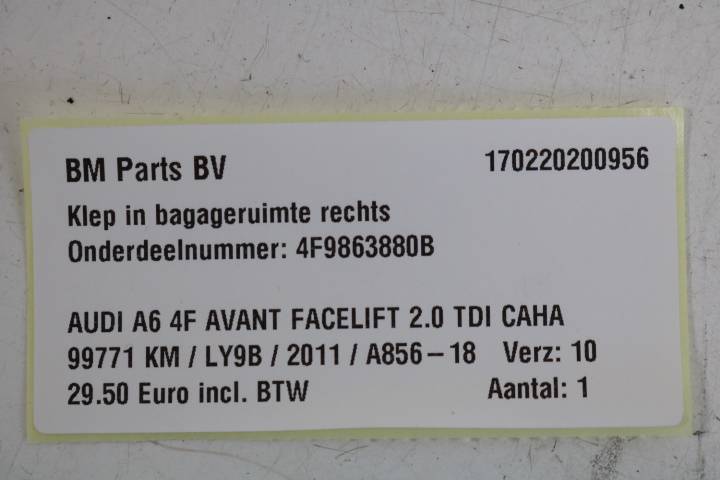 BM Parts BV 170220200956
Klep in bagageruimte rechts
Onderdeelnummer: 4F9863880B
AUDI A6 4F AVANT FACELIFT 2.0 TDI CAHA
99771 KM / LY9B / 2011 / A856-18 Verz: 10
29.50 Euro incl. BTW Aantal: 1